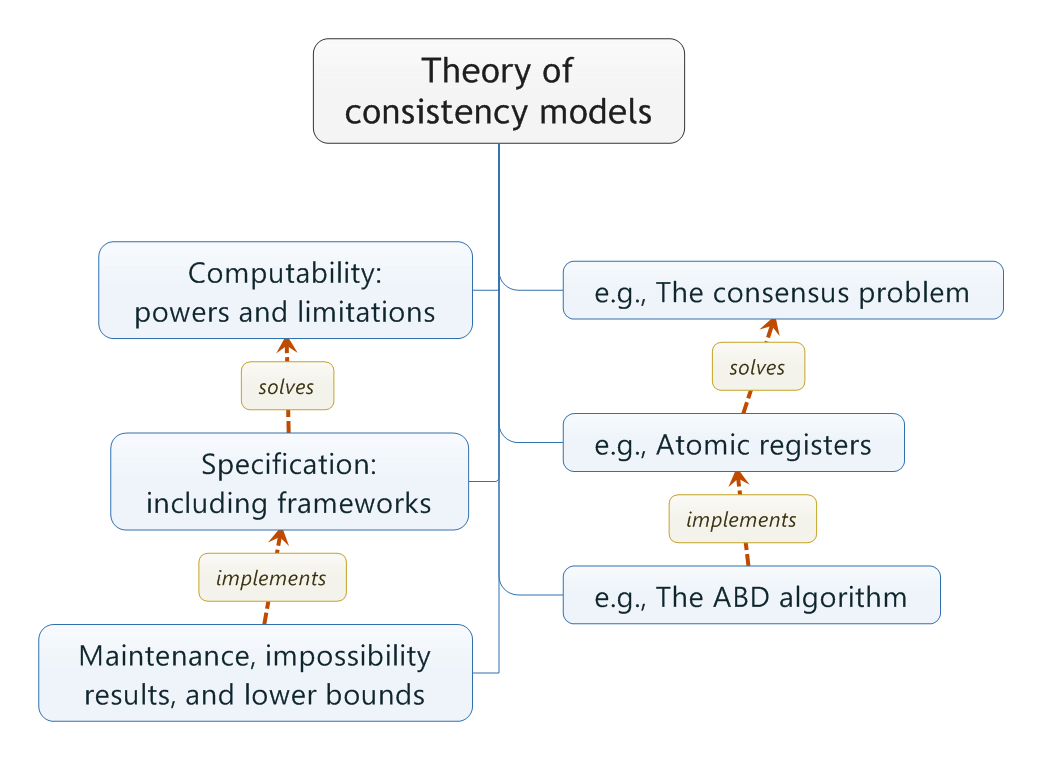 Theory of
consistency models
Computability:
powers and limitations
e.g., The consensus problem
solves
solves
Specification:
including frameworks
e.g., Atomic registers
implements
implements
Maintenance, impossibility
results, and lower bounds
e.g., The ABD algorithm